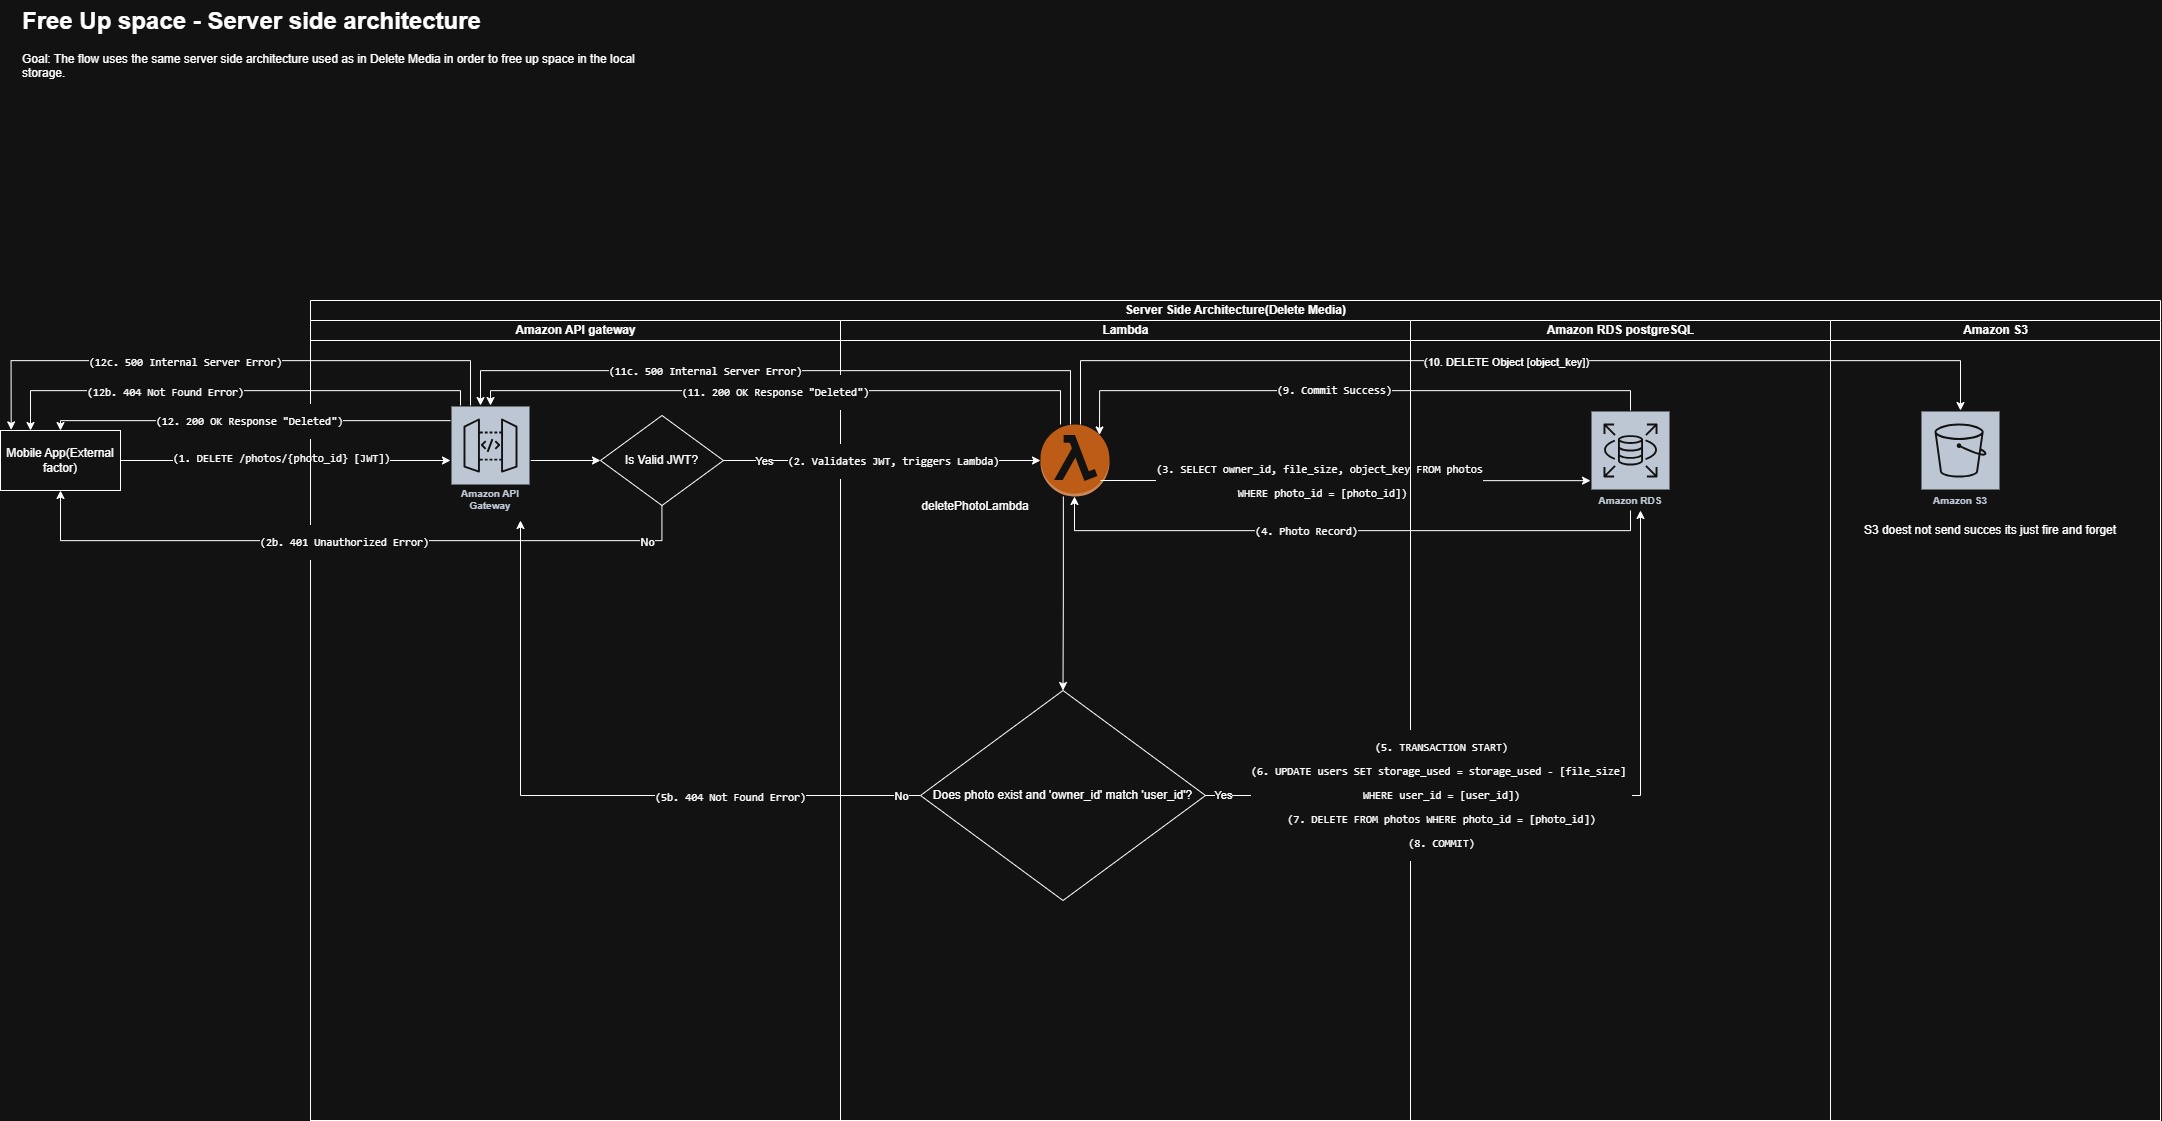 Free Up space - Server side architecture
Goal: The flow uses the same server side architecture used as in Delete Media in order to free up space in the local
storage.
Server Side Architecture(Delete Media)
Amazon API gateway
Lambda
Amazon RDS postgreSQL
Amazon S3
(12c. 500 Internal Server Error)
(11c. 500 Internal Server Error)
(10. DELETE Object [object_key])
(12b. 404 Not Found Error)
(11. 200 OK Response "Deleted")
(9. Commit Success)
(12. 200 OK Response "Deleted")
Mobile App(External
factor)
(1. DELETE /photos/{photo_id} [JWT])
Amazon API
Gateway
Is Valid JWT?
Yes
(2. Validates JWT, triggers Lambda)
deletePhotoLambda
(3. SELECT owner_id, file_size, object_key FROM photos
WHERE photo_id = [photo_id])
Amazon RDS
Amazon S3
(4. Photo Record)
S3 doest not send succes its just fire and forget
(2b. 401 Unauthorized Error)
No
(5. TRANSACTION START)
(6. UPDATE users SET storage_used = storage_used - [file_size]
WHERE user_id = [user_id])
(7. DELETE FROM photos WHERE photo_id = [photo_id])
(8. COMMIT)
(5b. 404 Not Found Error)
No
Does photo exist and 'owner_id' match 'user_id'?
Yes